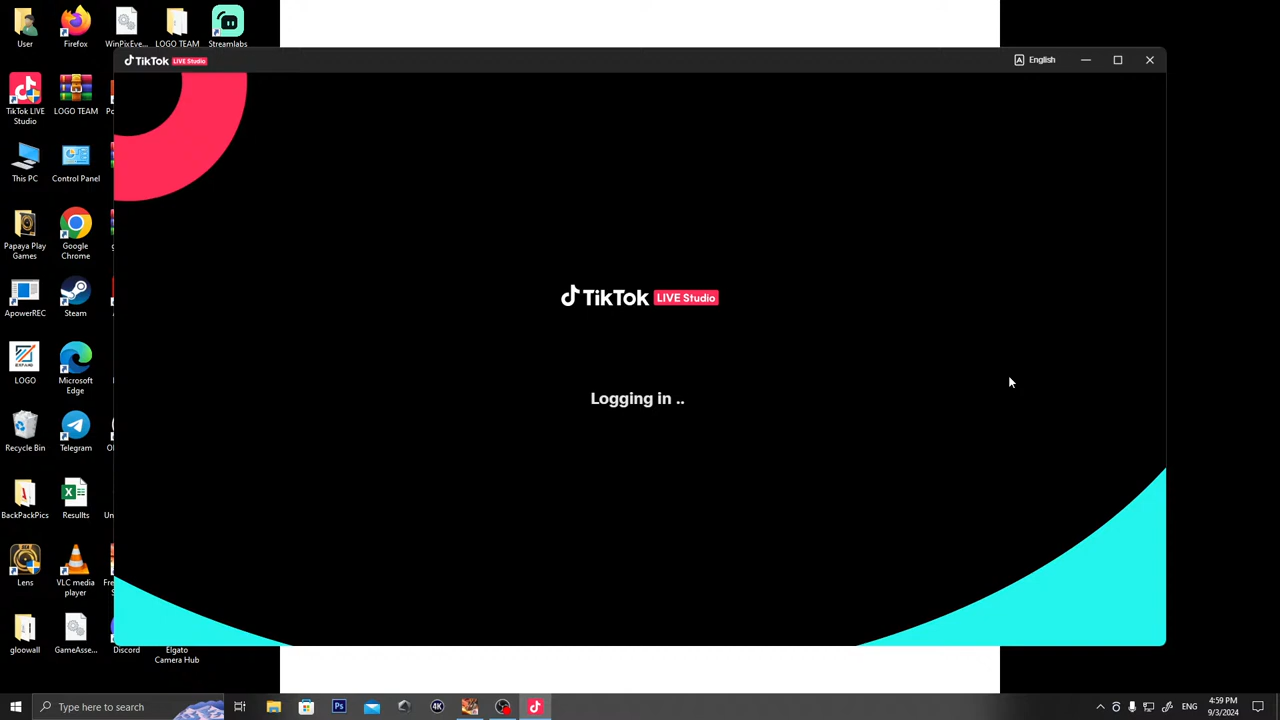 User
Firefox
WinPixEve...
LOGO TEAM
Streamlabs
TikTok LIVE Studio
English
TikTok LIVE
Studio
LOGO TEAM
This PC
Control Panel
Papaya Play
Games
Google
Chrome
TikTok LIVE Studio
ApowerREC
Steam
Logging in ..
LOGO
Microsoft
Edge
Recycle Bin
Telegram
BackPackPics
Resullts
Lens
VLC media
player
gloowall
GameAsse...
Discord
Elgato
Camera Hub
Type here to search
Ps
4K
ENG
4:59 PM
9/3/2024